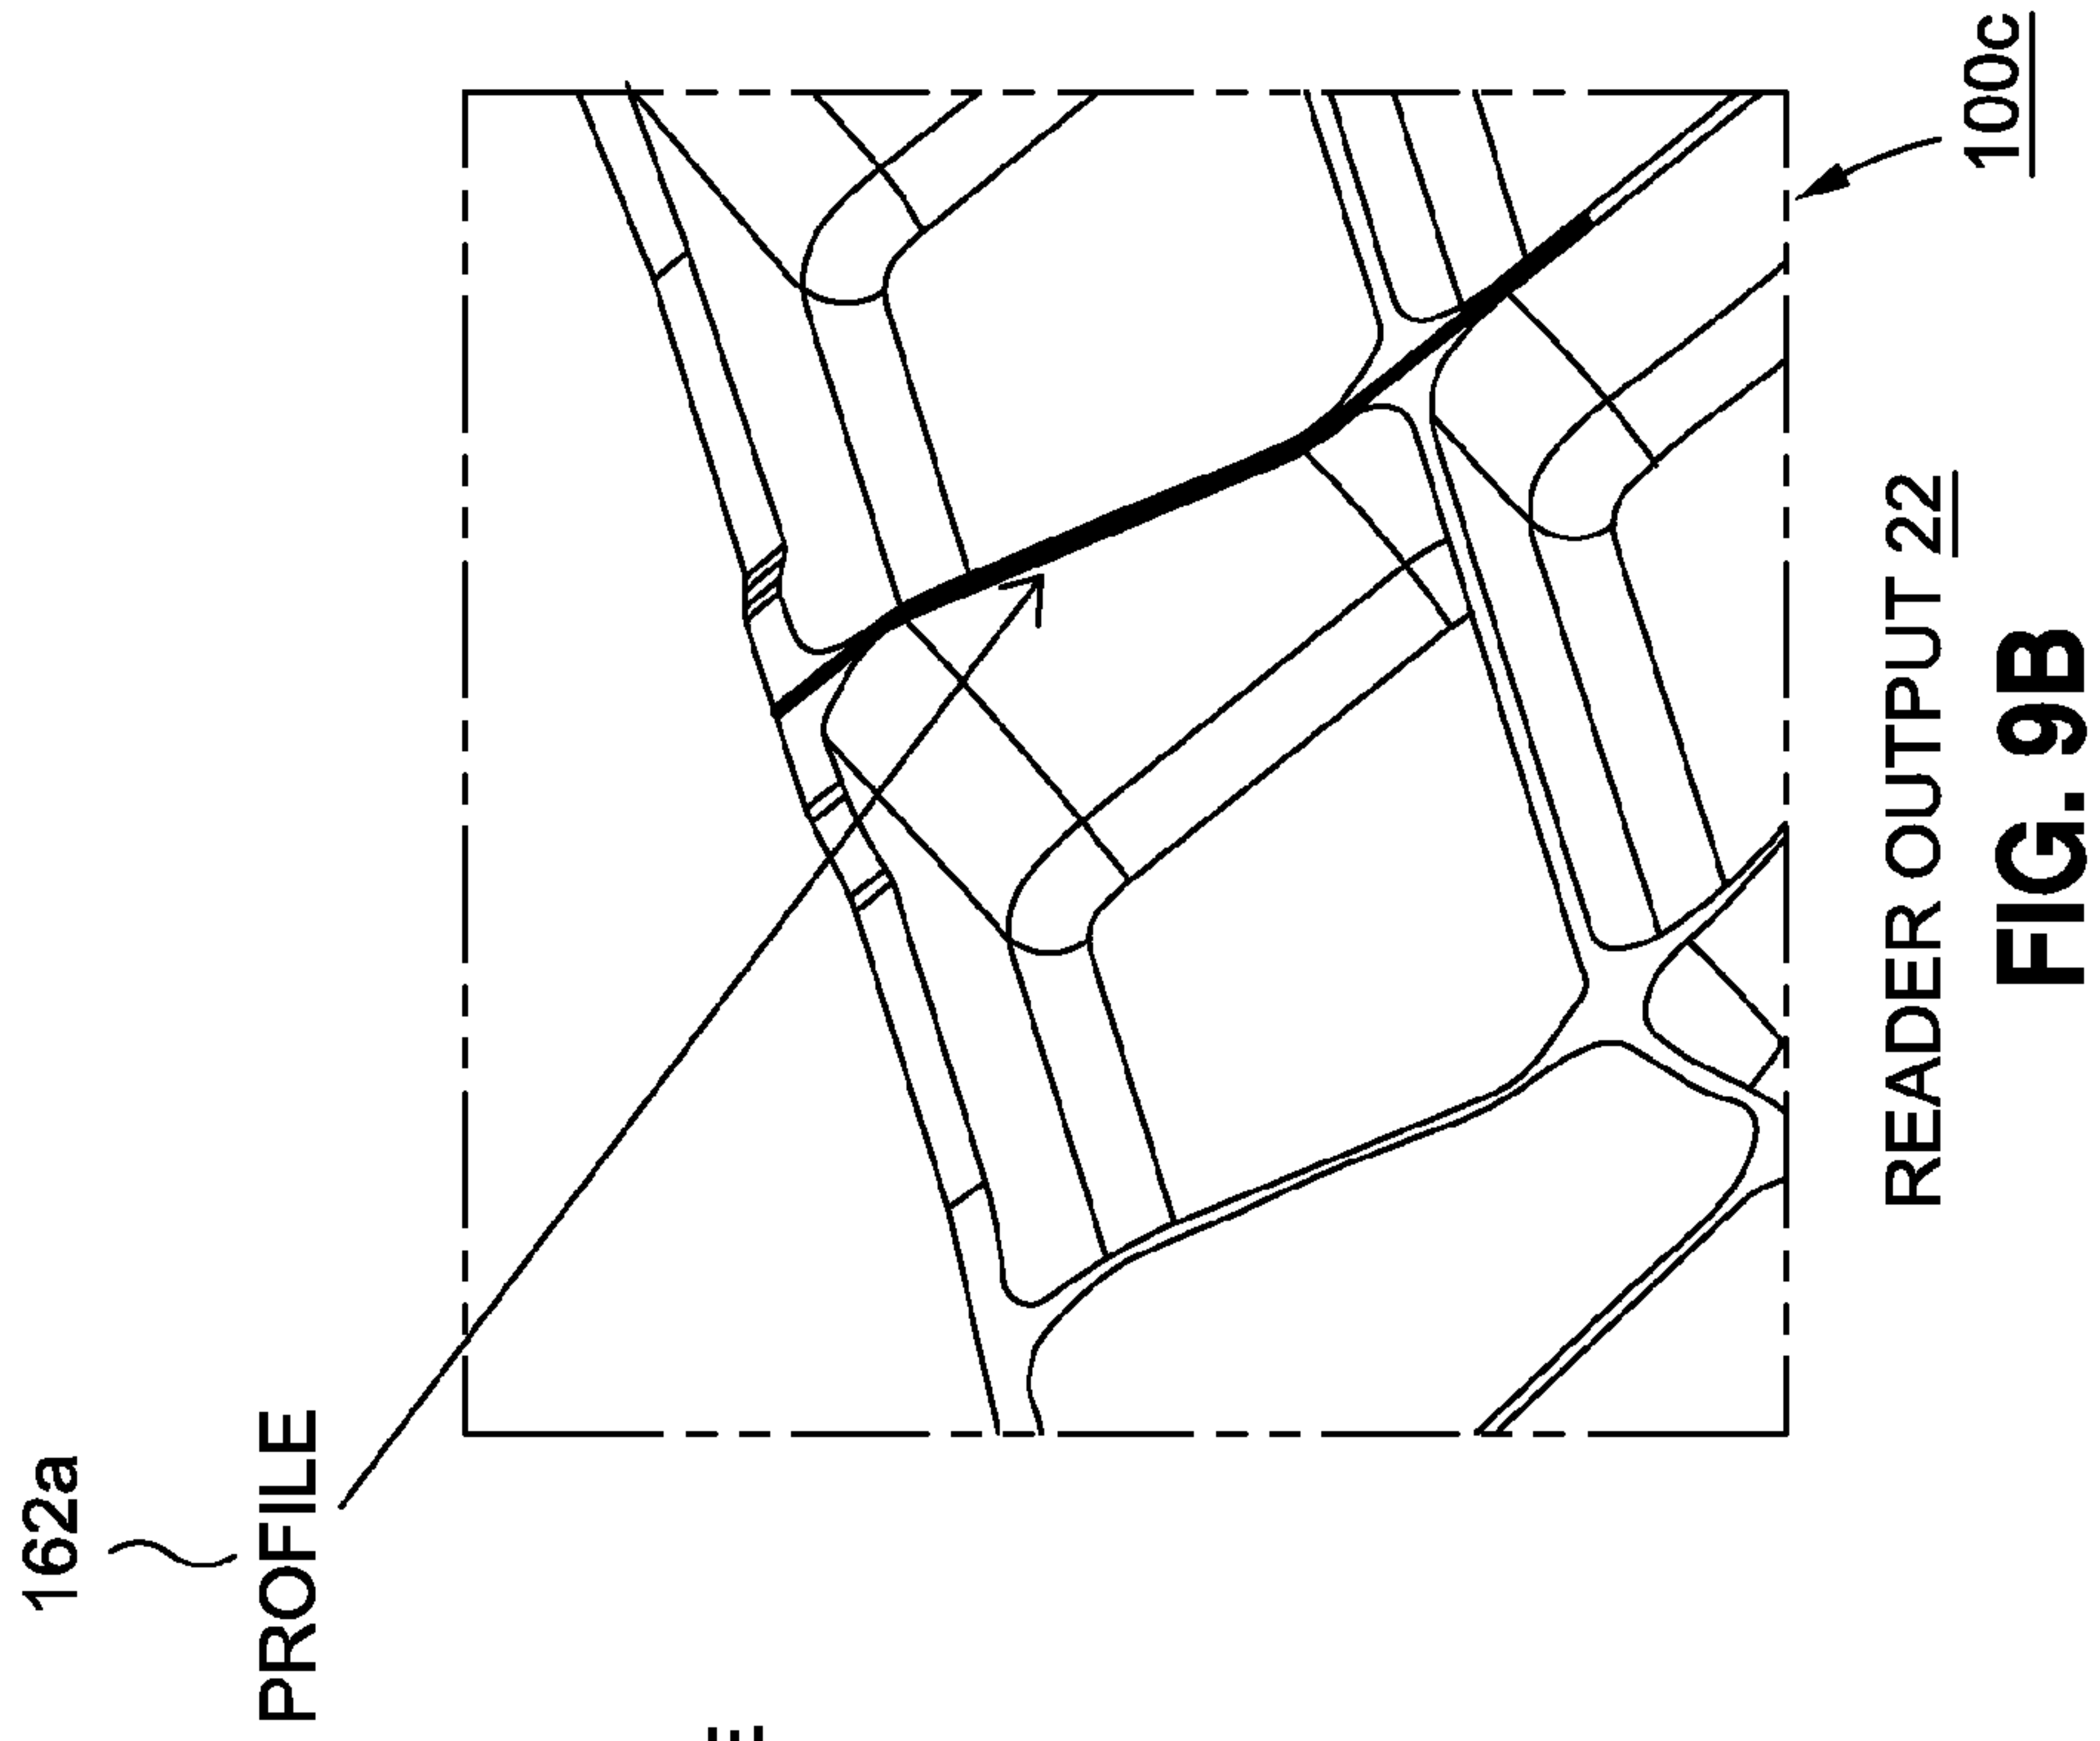 162a
PROFILE
100c
READER OUTPUT 22
FIG. 9B